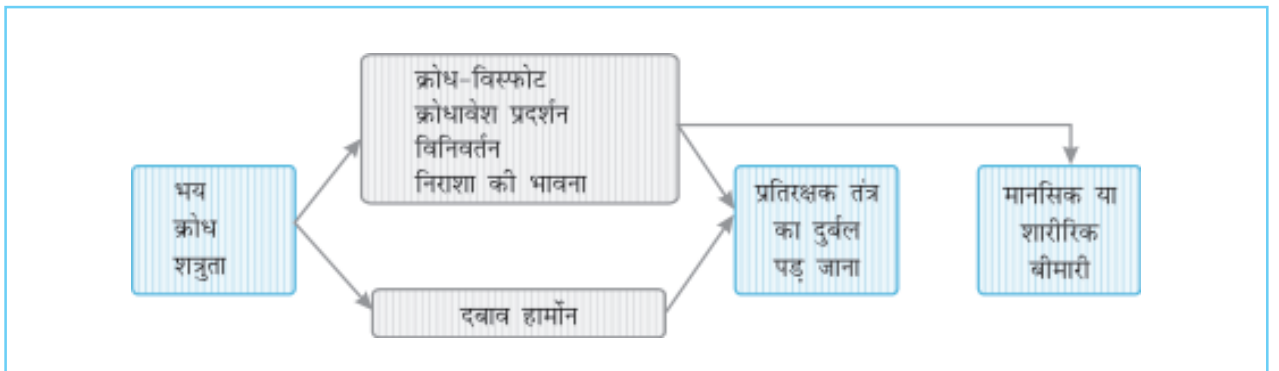 भय
क्रोध
शत्रुता
क्रोध-विस्फोट
क्रोधावेश प्रदर्शन
विनिवर्तन
निराशा की भावना
दबाव हार्मोन
प्रतिरक्षक तंत्र
का दुर्बल
पड़ जाना
मानसिक या
शारीरिक
बीमारी